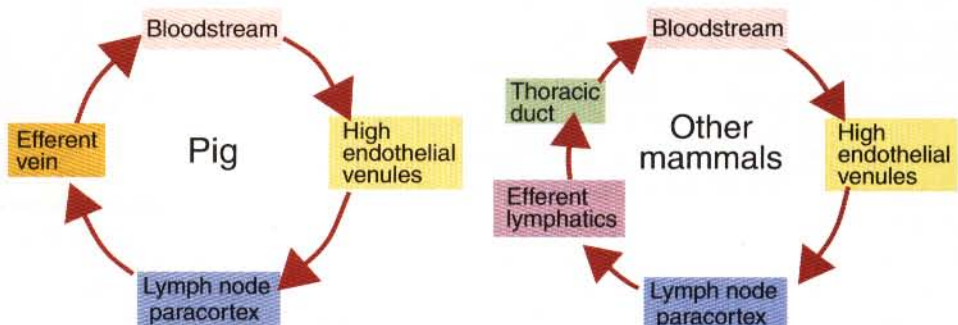 Bloodstream
Efferent
vein
Pig
High
endothelial
venules
Lymph node
paracortex
Bloodstream
Thoracic
duct
Other
mammals
High
endothelial
venules
Efferent
lymphatics
Lymph node
paracortex